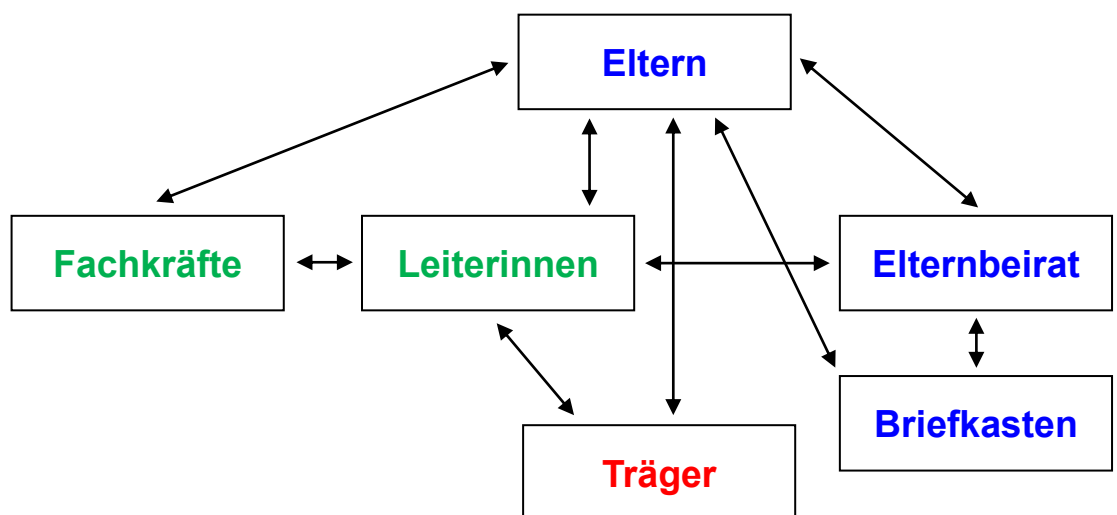 Eltern
Fachkräfte
Leiterinnen
Elternbeirat
Briefkasten
Träger